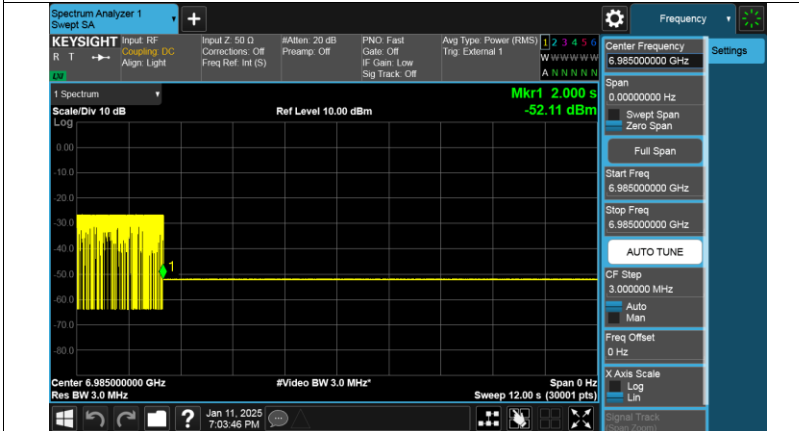 Spectrum Analyzer 1
Swept SA
Frequency
KEYSIGHT
R T
LXI
Input: RF
Coupling: DC
Align: Light
Input Z: 50 Ω
Corrections: Off
Freq Ref: Int (S)
#Atten: 20 dB
Preamp: Off
PNO: Fast
Gate: Off
IF Gain: Low
Sig Track: Off
Avg Type: Power (RMS)
Trig: External 1
1 2 3 4 5 6
W W W W W W
A N N N N N
1 Spectrum
Scale/Div 10 dB
Log
Ref Level 10.00 dBm
Mkr1 2.000 s
-52.11 dBm
0.00
-10.0
-20.0
-30.0
-40.0
-50.0
-60.0
-70.0
-80.0
1
Center 6.985000000 GHz
Res BW 3.0 MHz
#Video BW 3.0 MHz*
Span 0 Hz
Sweep 12.00 s (30001 pts)
Jan 11, 2025
7:03:46 PM
Center Frequency
6.985000000 GHz
Span
0.00000000 Hz
Swept Span
Zero Span
Full Span
Start Freq
6.985000000 GHz
Stop Freq
6.985000000 GHz
AUTO TUNE
CF Step
3.000000 MHz
Auto
Man
Freq Offset
0 Hz
X Axis Scale
Log
Lin
Signal Track
(Span Zoom)
Settings